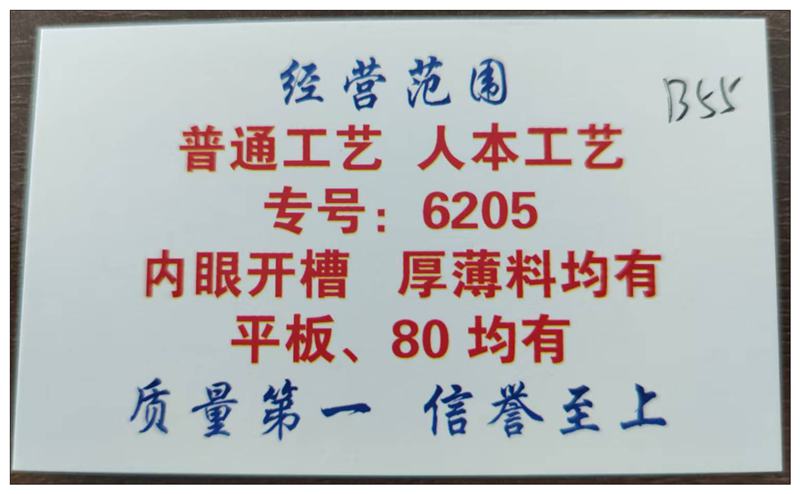 经营范围
B55
普通工艺 人本工艺
专号：6205
内眼开槽 厚薄料均有
平板、80 均有
质量第一 信誉至上